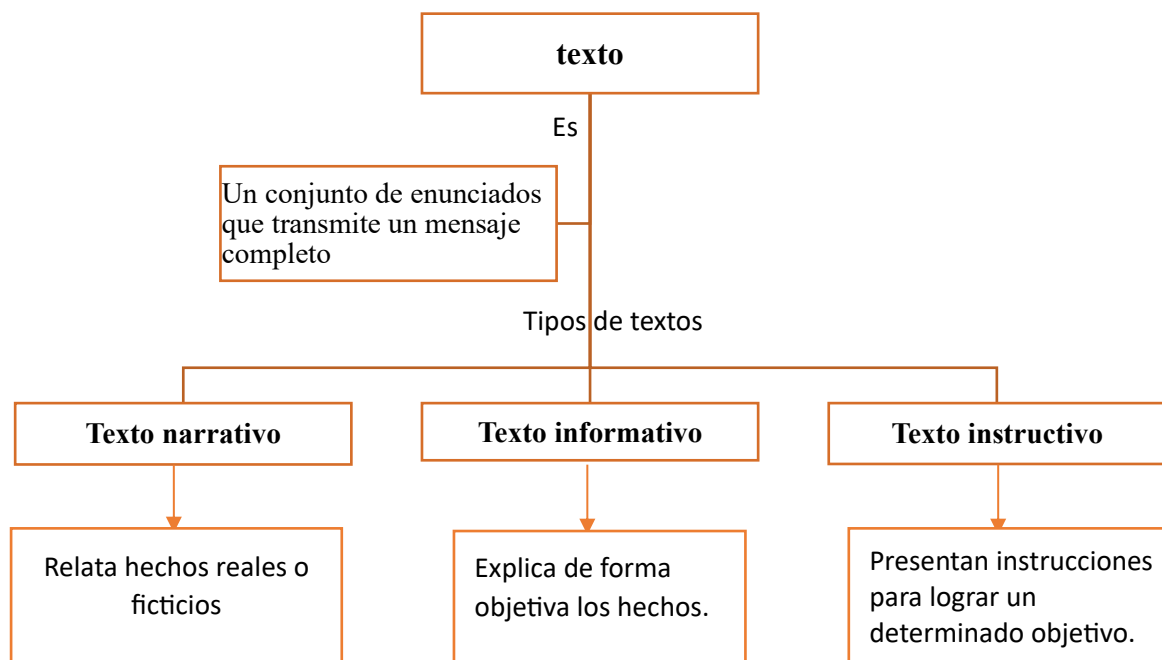 texto
Es
Un conjunto de enunciados
que transmite un mensaje
completo
Tipos de textos
Texto narrativo
Texto informativo
Texto instructivo
Relata hechos reales o
ficticios
Explica de forma
objetiva los hechos.
Presentan instrucciones
para lograr un
determinado objetivo.